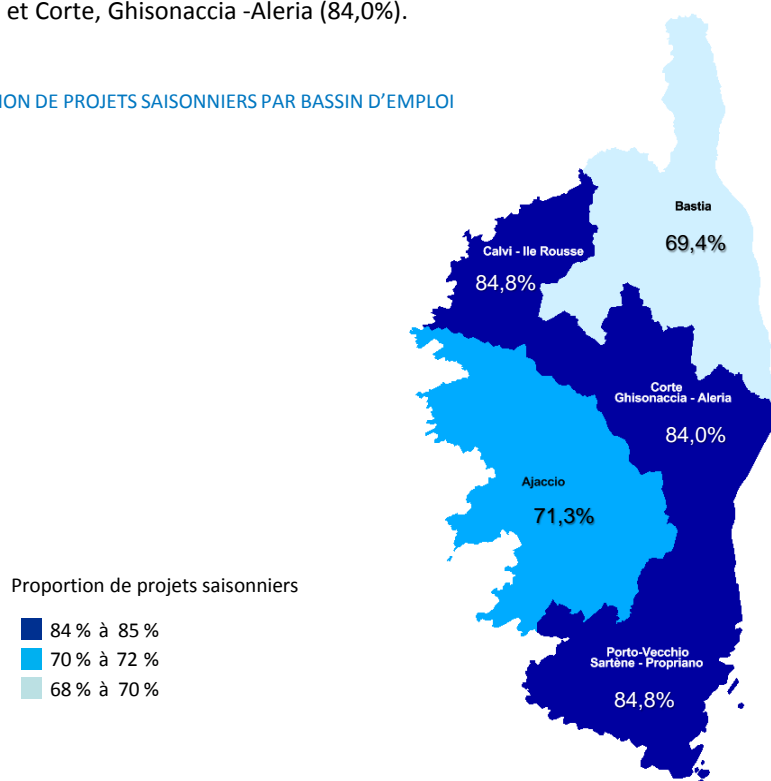 et Corte, Ghisonaccia -Aleria (84,0%).
ION DE PROJETS SAISONNIERS PAR BASSIN D’EMPLOI
Bastia
69,4%
Calvi - Ile Rousse
84,8%
Corte
Ghisonaccia - Aleria
84,0%
Ajaccio
71,3%
Proportion de projets saisonniers
84 % à 85 %
70 % à 72 %
68 % à 70 %
Porto-Vecchio
Sartène - Propriano
84,8%